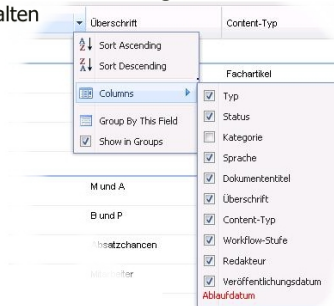 alten
Überschrift
Content-Typ
Sort Ascending
Sort Descending
Fachartikel
Columns
Typ
Group By This Field
Status
Show in Groups
Kategorie
Sprache
Dokumententitel
M und A
Überschrift
B und P
Content-Typ
Workflow-Stufe
Redakteur
Veröffentlichungsdatum
Ablaufdatum